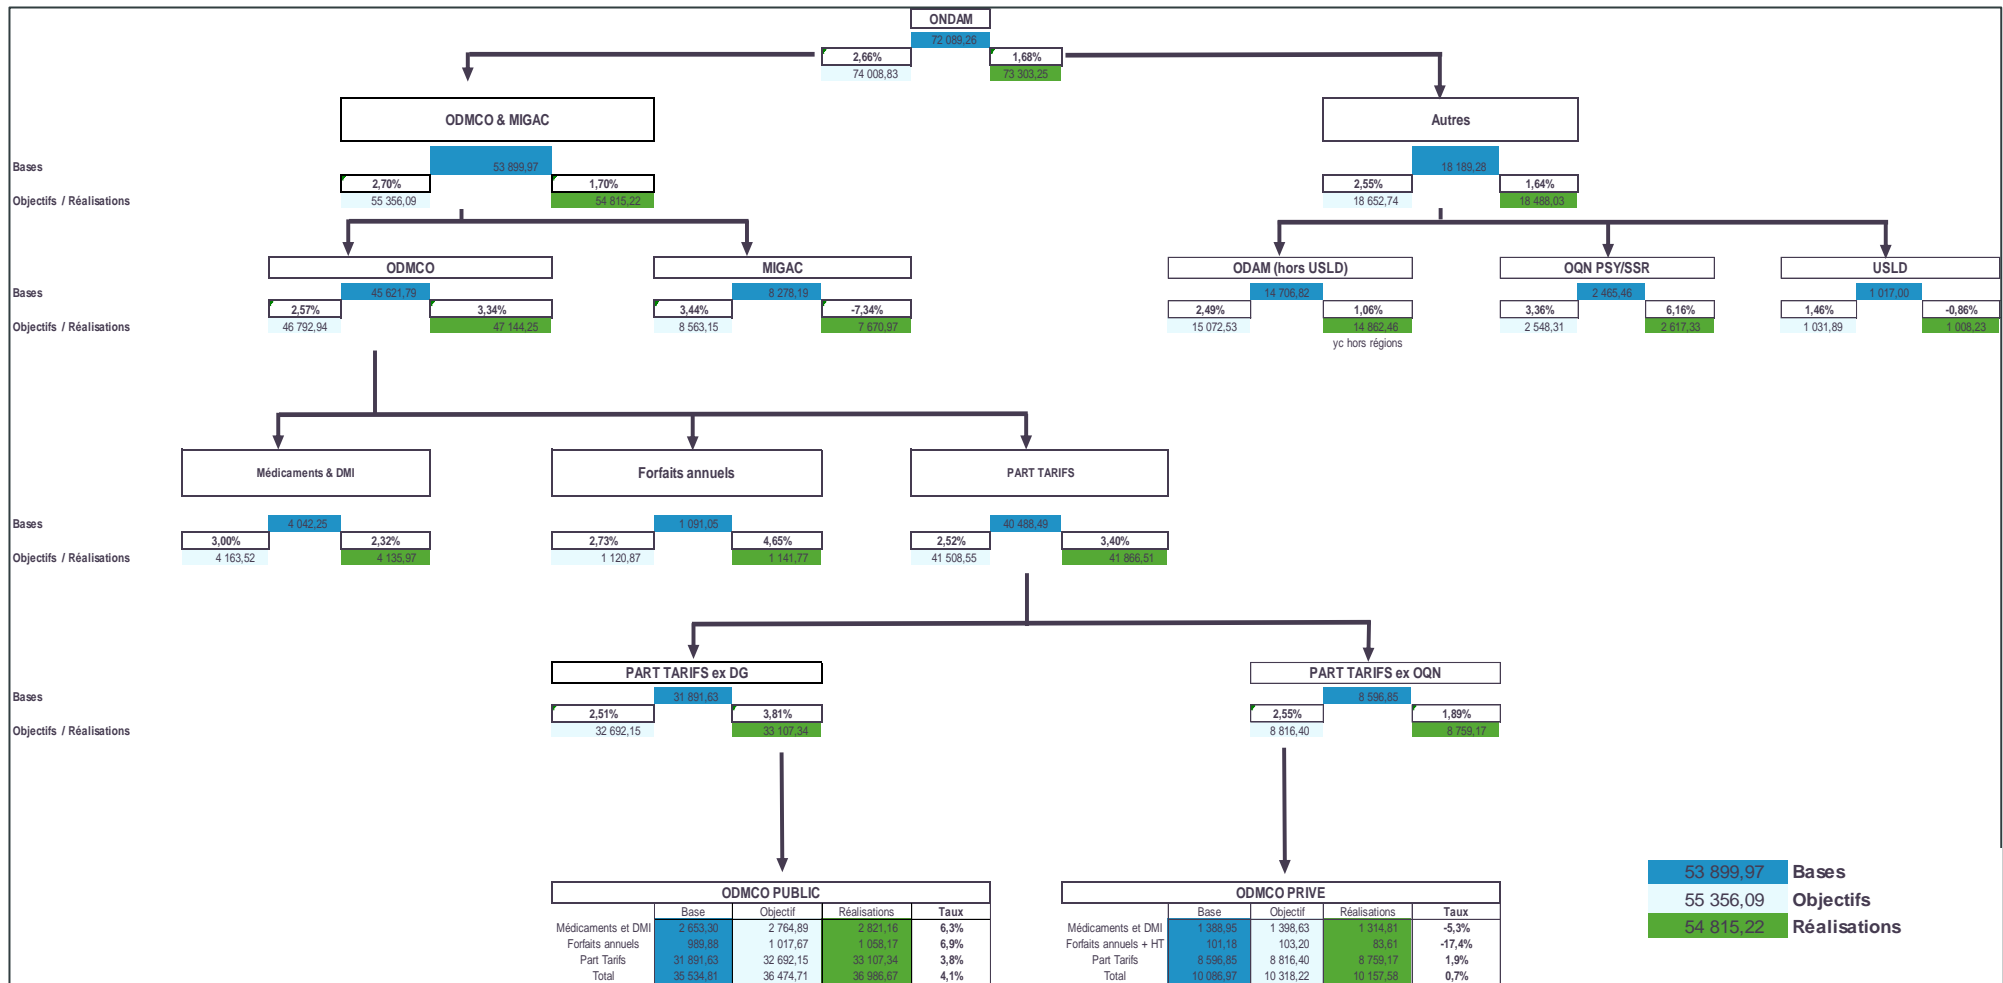 ONDAM
72 089,26
2,66% 1,68%
74 008,83 73 303,25
ODMCO & MIGAC Autres
Bases 53 899,97 18 189,28
2,70% 1,70% 2,55% 1,64%
Objectifs / Réalisations 55 356,09 54 815,22 18 652,74 18 488,03
ODMCO MIGAC ODAM (hors USLD) OQN PSY/SSR USLD
Bases 45 621,79 8 278,19 14 706,82 2 465,46 1 017,00
2,57% 3,34% 3,44% -7,34% 2,49% 1,06% 3,36% 6,16% 1,46% -0,86%
Objectifs / Réalisations 46 792,94 47 144,25 8 563,15 7 670,97 15 072,53 14 862,46 2 548,31 2 617,33 1 031,89 1 008,23
yc hors régions
Médicaments & DMI Forfaits annuels PART TARIFS
Bases 4 042,25 1 091,05 40 488,49
3,00% 2,32% 2,73% 4,65% 2,52% 3,40%
Objectifs / Réalisations 4 163,52 4 135,97 1 120,87 1 141,77 41 508,55 41 866,51
PART TARIFS ex DG PART TARIFS ex OQN
Bases 31 891,63 8 596,85
2,51% 3,81% 2,55% 1,89%
Objectifs / Réalisations 32 692,15 33 107,34 8 816,40 8 759,17
ODMCO PUBLIC
Base Objectif Réalisations Taux
Médicaments et DMI 2 653,30 2 764,89 2 821,16 6,3%
Forfaits annuels 989,88 1 017,67 1 058,17 6,9%
Part Tarifs 31 891,63 32 692,15 33 107,34 3,8%
Total 35 534,81 36 474,71 36 986,67 4,1%
ODMCO PRIVE
Base Objectif Réalisations Taux
Médicaments et DMI 1 388,95 1 398,63 1 314,81 -5,3%
Forfaits annuels + HT 101,18 103,20 83,61 -17,4%
Part Tarifs 8 596,85 8 816,40 8 759,17 1,9%
Total 10 086,97 10 318,22 10 157,58 0,7%
53 899,97 Bases
55 356,09 Objectifs
54 815,22 Réalisations